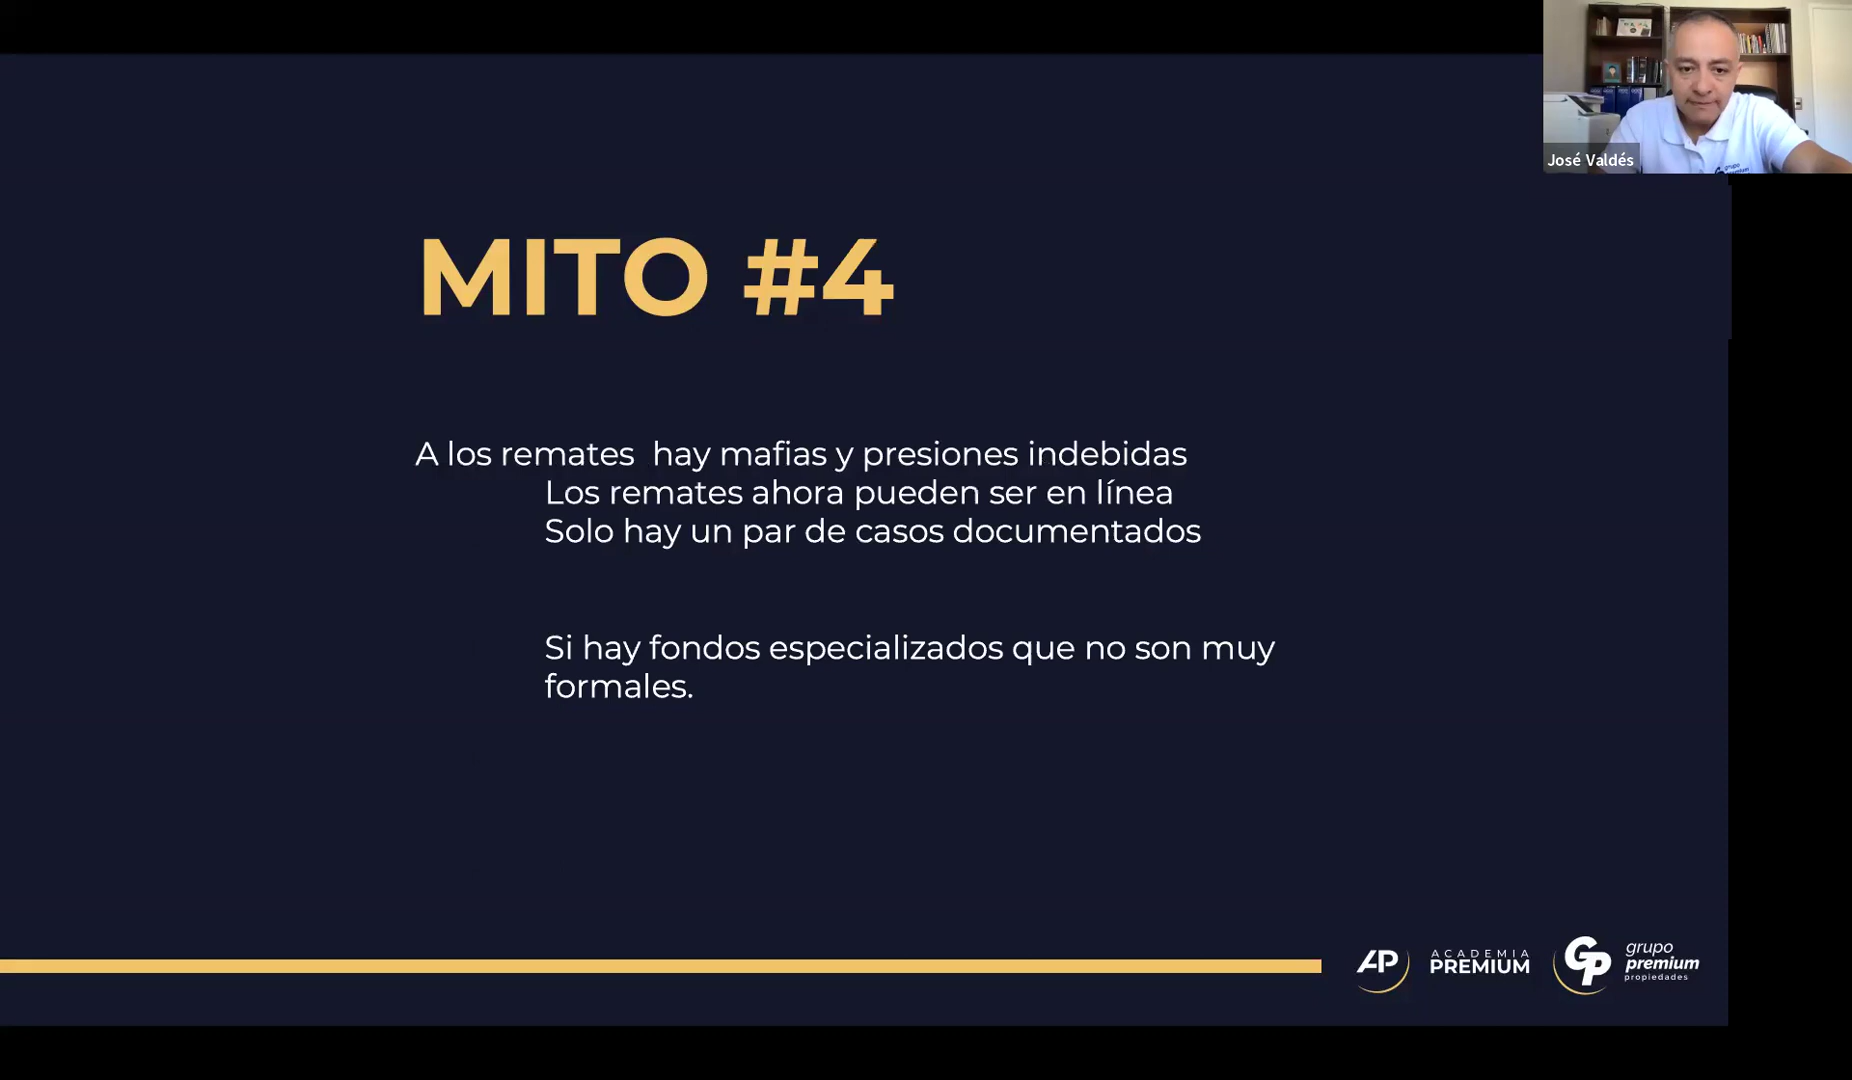 José Valdés
MITO #4
A los remates  hay mafias y presiones indebidas
Los remates ahora pueden ser en línea
Solo hay un par de casos documentados
Si hay fondos especializados que no son muy
formales.
AP
ACADEMIA
PREMIUM
GP
grupo
premium
propiedades